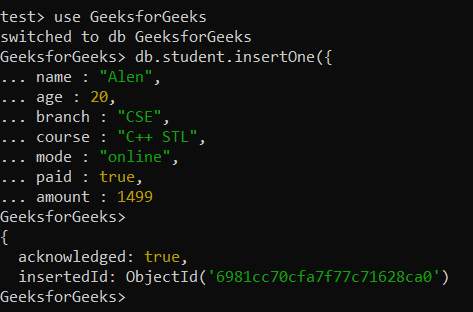 test> use GeeksforGeeks
switched to db GeeksforGeeks
GeeksforGeeks> db.student.insertOne({
... name : "Alen",
... age : 20,
... branch : "CSE",
... course : "C++ STL",
... mode : "online",
... paid : true,
... amount : 1499
GeeksforGeeks>
{
  acknowledged: true,
  insertedId: ObjectId('6981cc70cfa7f77c71628ca0')
GeeksforGeeks>